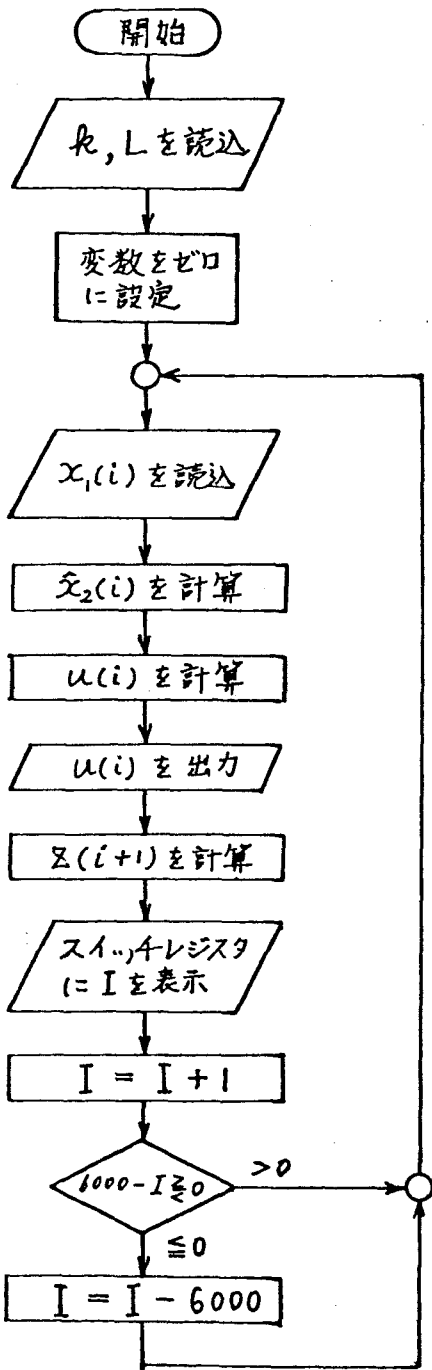 開始
k, L を読込
変数をゼロ
に設定
x₁(i) を読込
x̂₂(i) を計算
u(i) を計算
u(i) を出力
z(i+1) を計算
スイッチレジスタ
に I を表示
I = I + 1
6000 - I ⪌ 0
>0
≦0
I = I - 6000